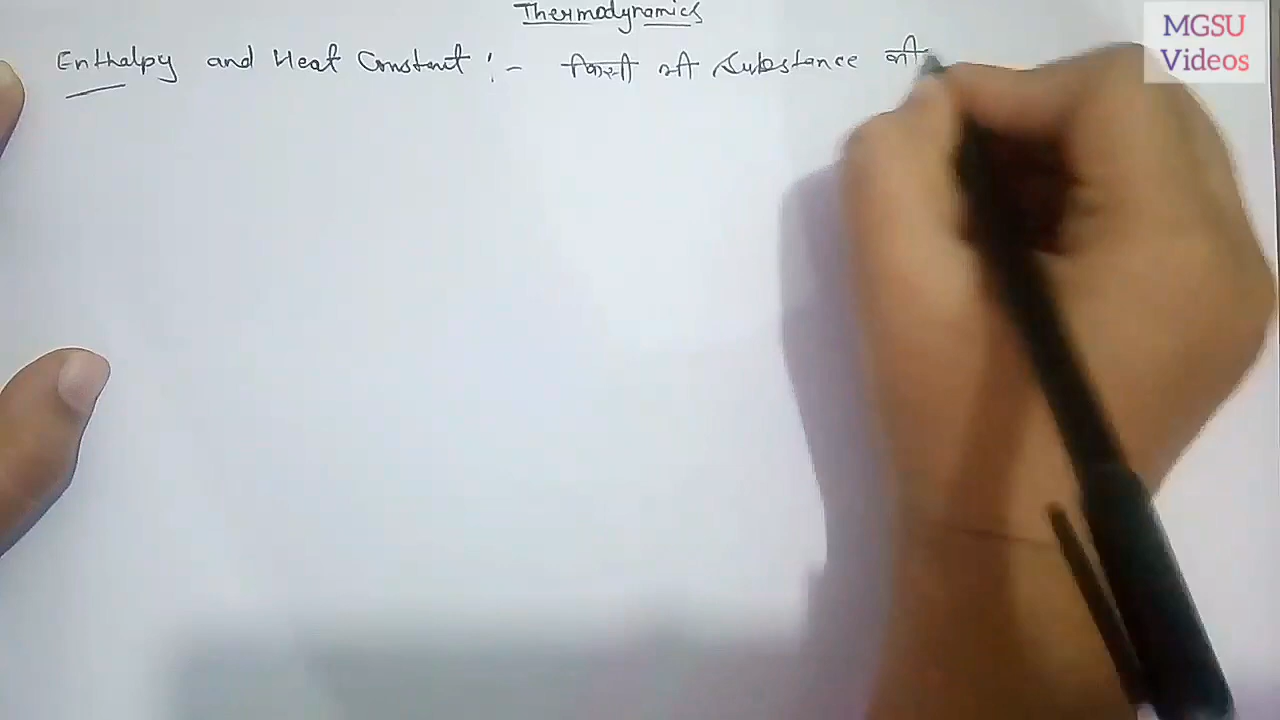 Thermodynamics
MGSU
Videos
Enthalpy and Heat Constant :- किसी भी Substance की